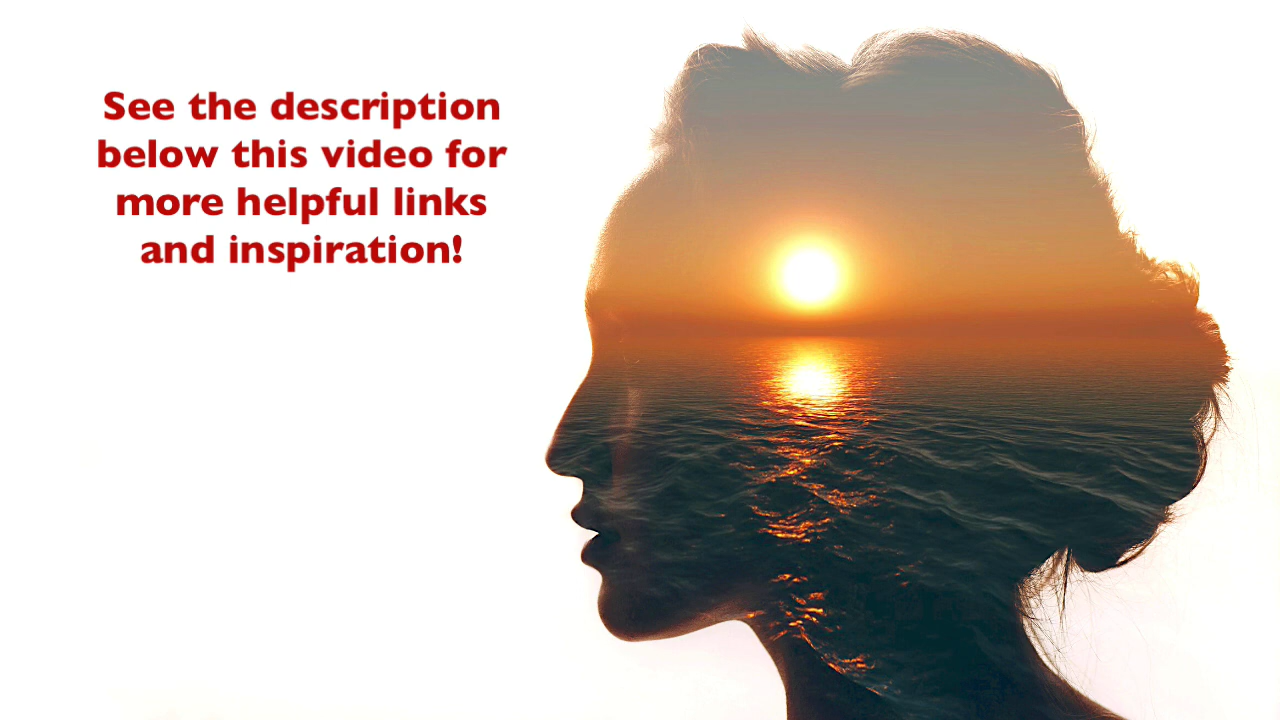 See the description
below this video for
more helpful links
and inspiration!